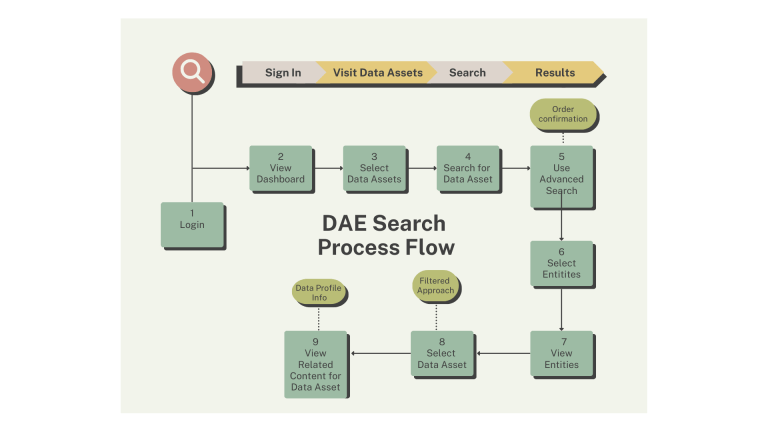 Sign In
Visit Data Assets
Search
Results
Order
confirmation
1
Login
2
View
Dashboard
3
Select
Data Assets
4
Search for
Data Asset
5
Use
Advanced
Search
DAE Search
Process Flow
6
Select
Entitites
7
View
Entities
Filtered
Approach
8
Select
Data Asset
Data Profile
Info
9
View
Related
Content for
Data Asset